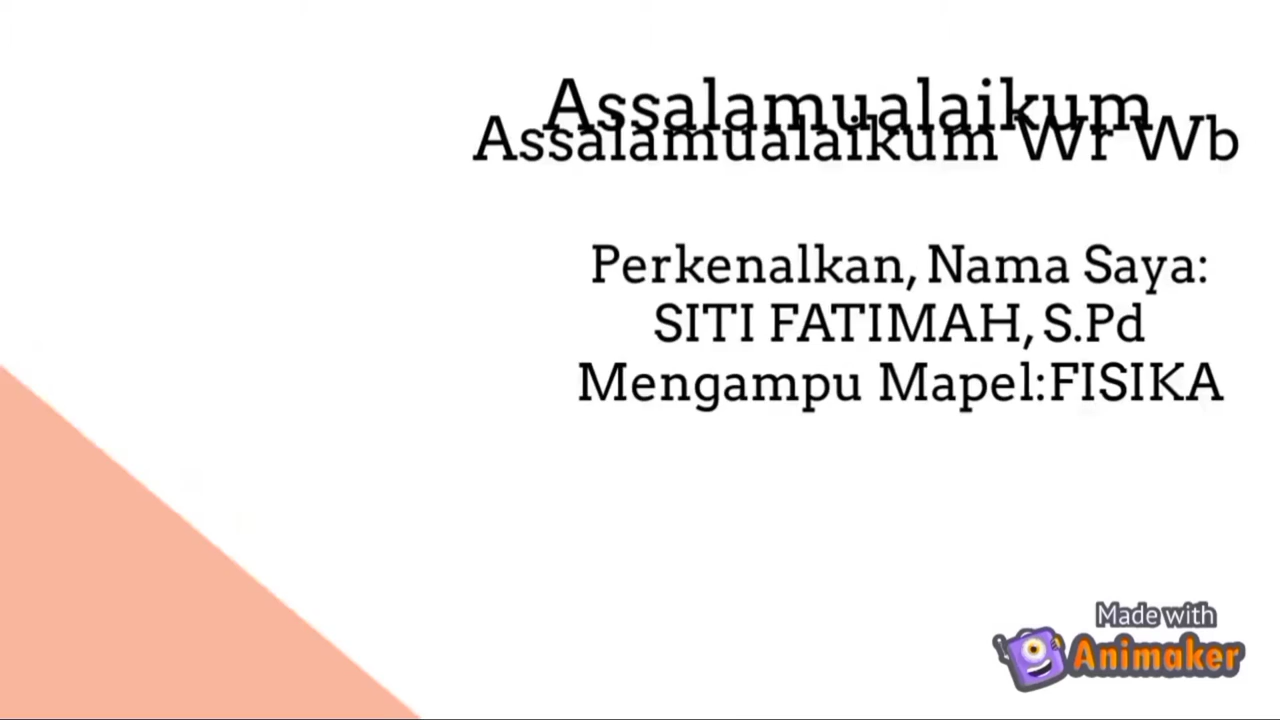 Assalamualaikum
Assalamualaikum Wr Wb
Perkenalkan, Nama Saya:
SITI FATIMAH, S.Pd
Mengampu Mapel:FISIKA
Made with
Animaker